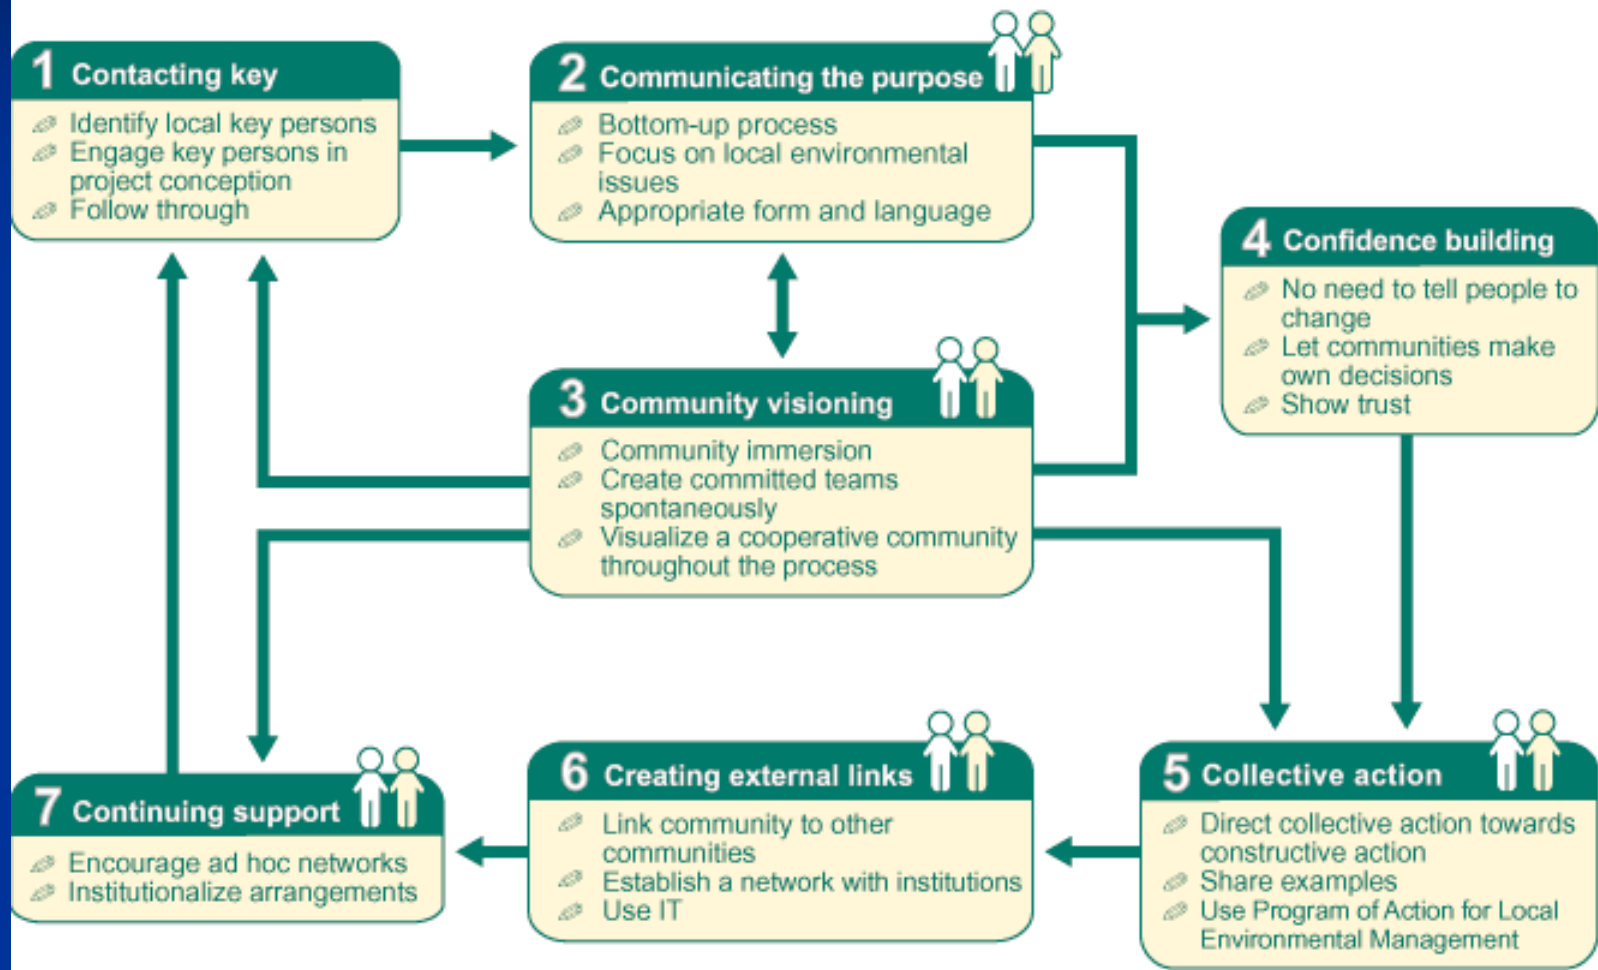 1 Contacting key
Identify local key persons
Engage key persons in
project conception
Follow through
2 Communicating the purpose
Bottom-up process
Focus on local environmental
issues
Appropriate form and language
3 Community visioning
Community immersion
Create committed teams
spontaneously
Visualize a cooperative community
throughout the process
4 Confidence building
No need to tell people to
change
Let communities make
own decisions
Show trust
5 Collective action
Direct collective action towards
constructive action
Share examples
Use Program of Action for Local
Environmental Management
6 Creating external links
Link community to other
communities
Establish a network with institutions
Use IT
7 Continuing support
Encourage ad hoc networks
Institutionalize arrangements